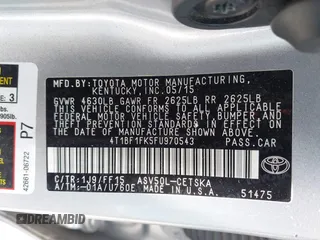 MFD.BY:TOYOTA MOTOR MANUFACTURING,
KENTUCKY,INC.05/15
GVWR 4630LB GAWR FR 2625LB RR 2625LB
THIS VEHICLE CONFORMS TO ALL APPLICABLE
FEDERAL MOTOR VEHICLE SAFETY, BUMPER, AND
THEFT PREVENTION STANDARDS IN EFFECT ON
THE DATE OF MANUFACTURE SHOWN ABOVE.
4T1BF1FK5FU970543 PASS.CAR
C/TR:1J9/FF15 ASV50L-CETSKA
A/TM:-01A/U760E MADE IN U.S.A.
TOYOTA
51475
P7
42661-06722
3
905lb.
DREAMBID